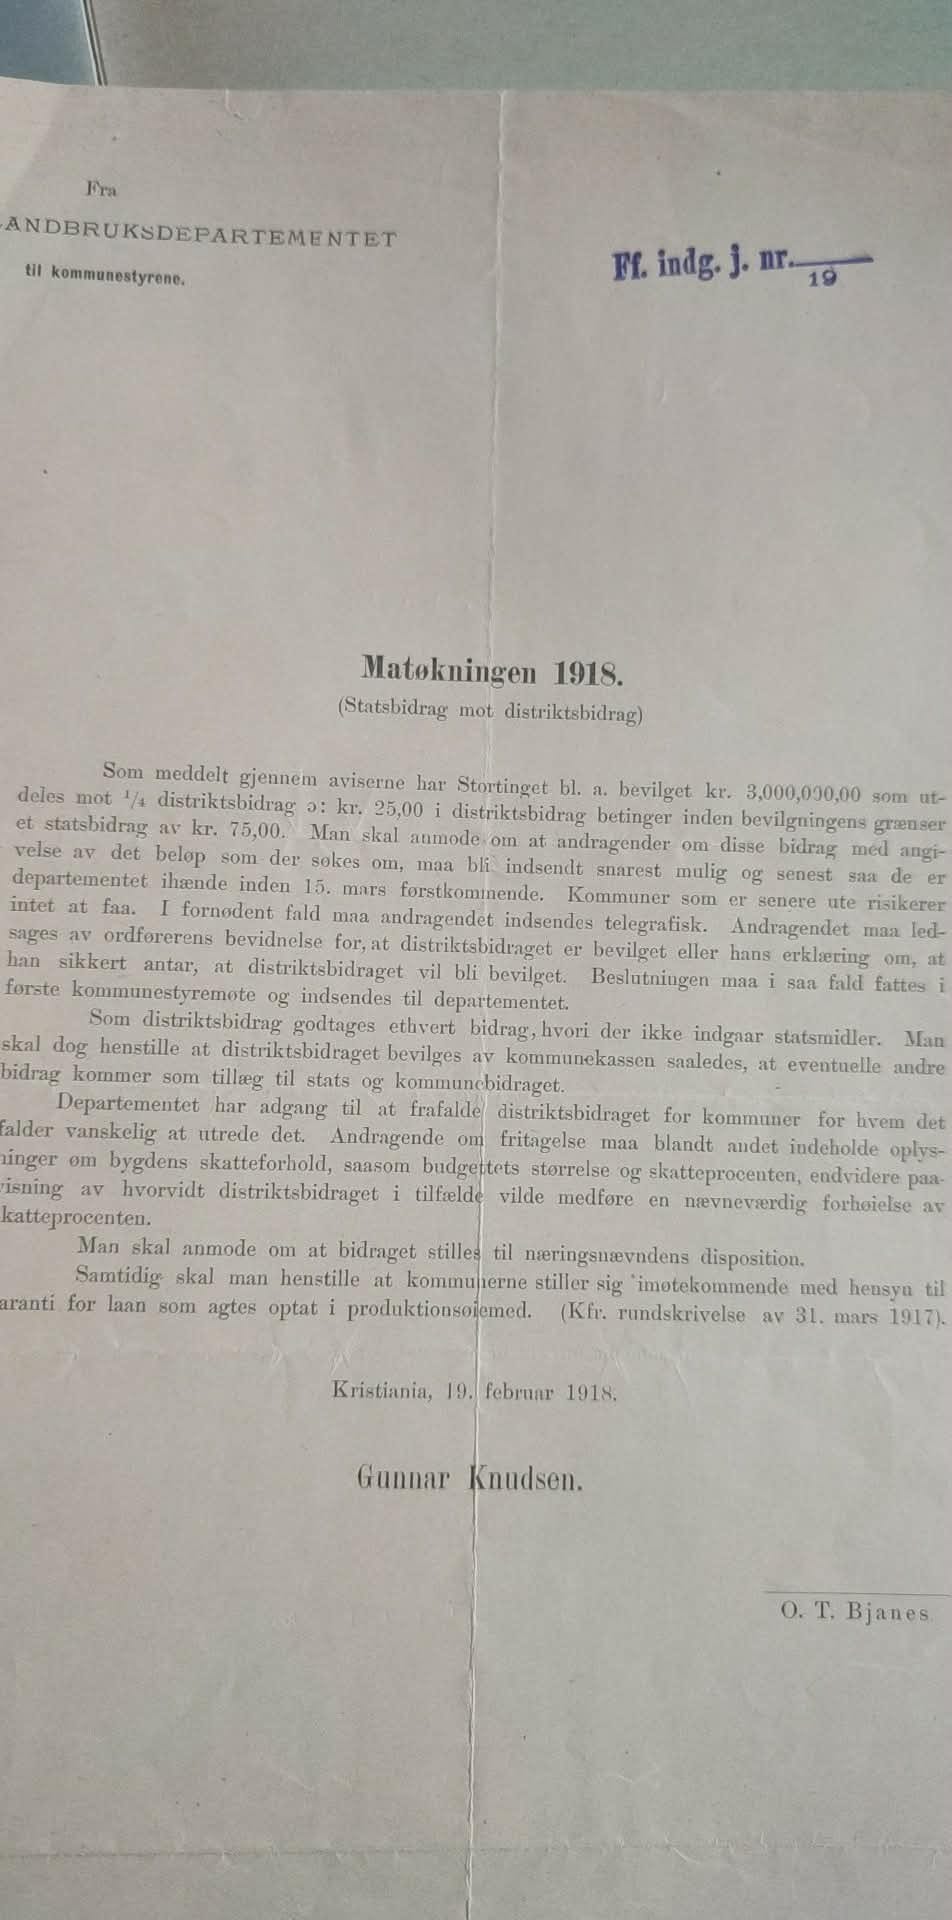 Fra
LANDBRUKSDEPARTEMENTET
til kommunestyrene.
Ff. indg. j. nr.
19
Matøkningen 1918.
(Statsbidrag mot distriktsbidrag)
Som meddelt gjennem aviserne har Stortinget bl. a. bevilget kr. 3,000,000,00 som ut-
deles mot 1/4 distriktsbidrag ɔ: kr. 25,00 i distriktsbidrag betinger inden bevilgningens grænser
et statsbidrag av kr. 75,00. Man skal anmode om at andragender om disse bidrag med angi-
velse av det beløp som der søkes om, maa bli indsendt snarest mulig og senest saa de er
departementet ihænde inden 15. mars førstkommende. Kommuner som er senere ute risikerer
intet at faa. I fornødent fald maa andragendet indsendes telegrafisk. Andragendet maa led-
sages av ordførerens bevidnelse for, at distriktsbidraget er bevilget eller hans erklæring om, at
han sikkert antar, at distriktsbidraget vil bli bevilget. Beslutningen maa i saa fald fattes i
første kommunestyremøte og indsendes til departementet.
Som distriktsbidrag godtages ethvert bidrag, hvori der ikke indgaar statsmidler. Man
skal dog henstille at distriktsbidraget bevilges av kommunekassen saaledes, at eventuelle andre
bidrag kommer som tillæg til stats og kommunebidraget.
Departementet har adgang til at frafalde distriktsbidraget for kommuner for hvem det
falder vanskelig at utrede det. Andragende om fritagelse maa blandt andet indeholde oplys-
ninger om bygdens skatteforhold, saasom budgettets størrelse og skatteprocenten, endvidere paa-
visning av hvorvidt distriktsbidraget i tilfælde vilde medføre en nævneværdig forhøielse av
katteprocenten.
Man skal anmode om at bidraget stilles til næringsnævndens disposition.
Samtidig skal man henstille at kommunerne stiller sig imøtekommende med hensyn til
aranti for laan som agtes optat i produktionsøiemed. (Kfr. rundskrivelse av 31. mars 1917).
Kristiania, 19. februar 1918.
Gunnar Knudsen.
O. T. Bjanes